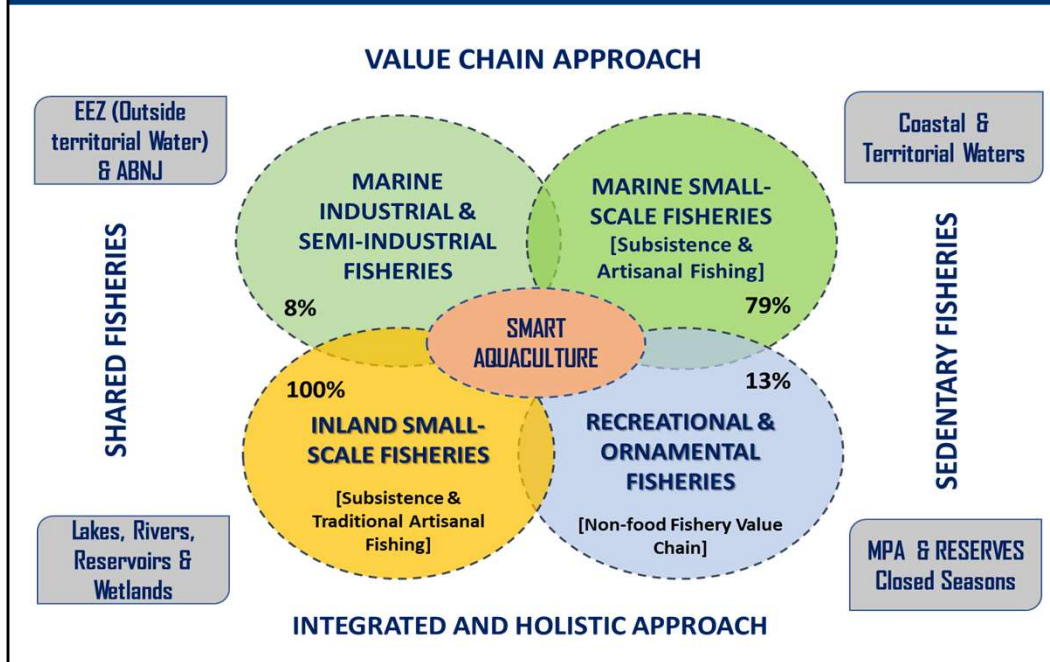 VALUE CHAIN APPROACH
EEZ (Outside
territorial Water)
& ABNJ
Coastal &
Territorial Waters
MARINE
INDUSTRIAL &
SEMI-INDUSTRIAL
FISHERIES
8%
MARINE SMALL-
SCALE FISHERIES
[Subsistence &
Artisanal Fishing]
79%
SHARED FISHERIES
SMART
AQUACULTURE
SEDENTARY FISHERIES
100%
INLAND SMALL-
SCALE FISHERIES
[Subsistence &
Traditional Artisanal
Fishing]
13%
RECREATIONAL &
ORNAMENTAL
FISHERIES
[Non-food Fishery Value
Chain]
Lakes, Rivers,
Reservoirs &
Wetlands
MPA & RESERVES
Closed Seasons
INTEGRATED AND HOLISTIC APPROACH